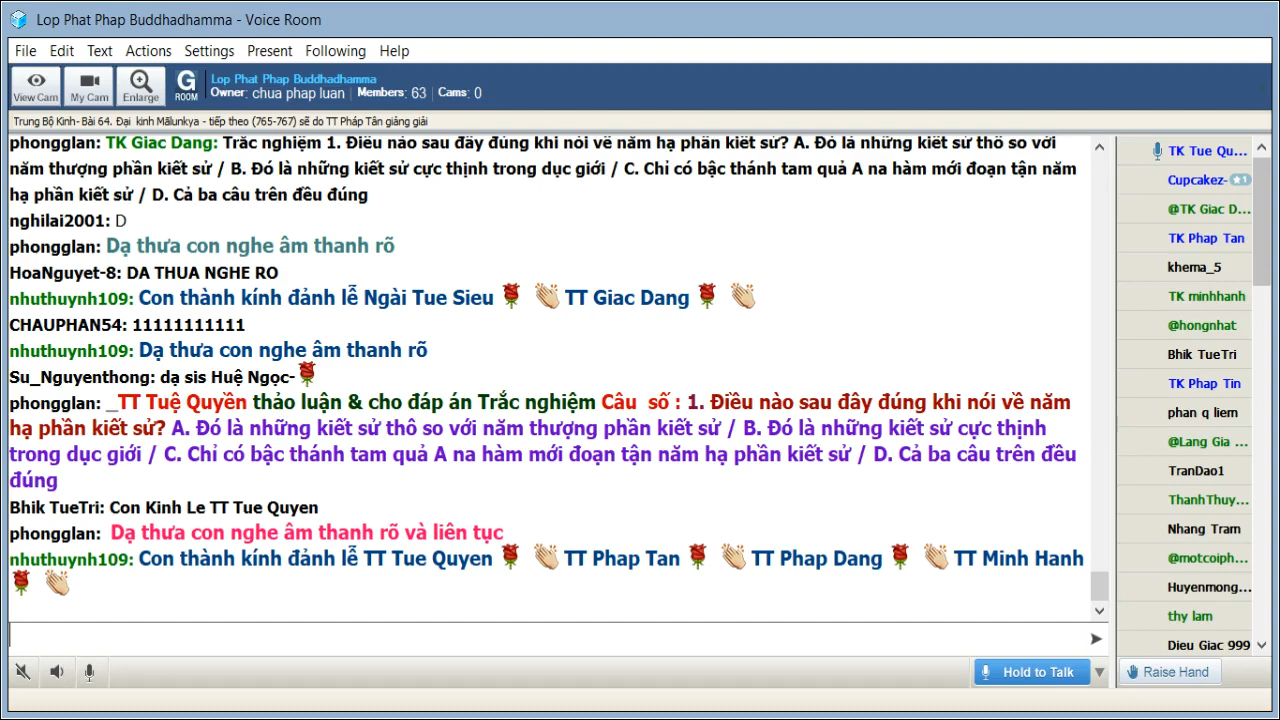 Lop Phat Phap Buddhadhamma - Voice Room
File Edit Text Actions Settings Present Following Help
View Cam My Cam Enlarge G ROOM
Lop Phat Phap Buddhadhamma
Owner: chua phap luan Members: 63 Cams: 0
Trung Bộ Kinh- Bài 64. Đại kinh Mālunkya - tiếp theo (765-767) sẽ do TT Pháp Tân giảng giải
phongglan: TK Giac Dang: Trắc nghiệm 1. Điều nào sau đây đúng khi nói về năm hạ phần kiết sử? A. Đó là những kiết sử thô so với
năm thượng phần kiết sử / B. Đó là những kiết sử cực thịnh trong dục giới / C. Chỉ có bậc thánh tam quả A na hàm mới đoạn tận năm
hạ phần kiết sử / D. Cả ba câu trên đều đúng
nghilai2001: D
phongglan: Dạ thưa con nghe âm thanh rõ
HoaNguyet-8: DA THUA NGHE RO
nhuthuynh109: Con thành kính đảnh lễ Ngài Tue Sieu TT Giac Dang
CHAUPHAN54: 11111111111
nhuthuynh109: Dạ thưa con nghe âm thanh rõ
Su_Nguyenthong: dạ sis Huệ Ngọc-
phongglan: _TT Tuệ Quyền thảo luận & cho đáp án Trắc nghiệm Câu số : 1. Điều nào sau đây đúng khi nói về năm
hạ phần kiết sử? A. Đó là những kiết sử thô so với năm thượng phần kiết sử / B. Đó là những kiết sử cực thịnh
trong dục giới / C. Chỉ có bậc thánh tam quả A na hàm mới đoạn tận năm hạ phần kiết sử / D. Cả ba câu trên đều
đúng
Bhik TueTri: Con Kinh Le TT Tue Quyen
phongglan: Dạ thưa con nghe âm thanh rõ và liên tục
nhuthuynh109: Con thành kính đảnh lễ TT Tue Quyen TT Phap Tan TT Phap Dang TT Minh Hanh
TK Tue Qu...
Cupcakez- 1
@TK Giac D...
TK Phap Tan
khema_5
TK minhhanh
@hongnhat
Bhik TueTri
TK Phap Tin
phan q liem
@Lang Gia ...
TranDao1
ThanhThuy...
Nhang Tram
@motcoiph...
Huyenmong...
thy lam
Dieu Giac 999
Hold to Talk
Raise Hand